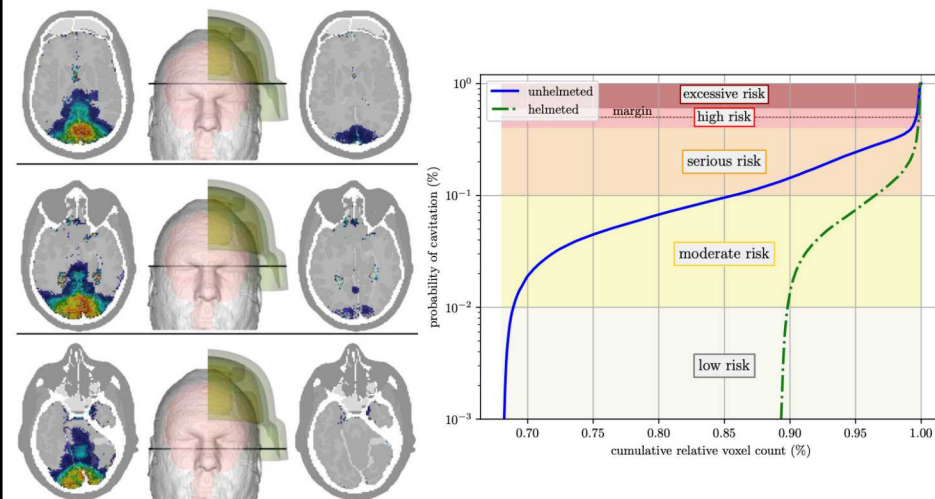 unhelmeted
helmeted
excessive risk
margin
high risk
serious risk
moderate risk
low risk
probability of cavitation (%)
10⁰
10⁻¹
10⁻²
10⁻³
0.70 0.75 0.80 0.85 0.90 0.95 1.00
cumulative relative voxel count (%)